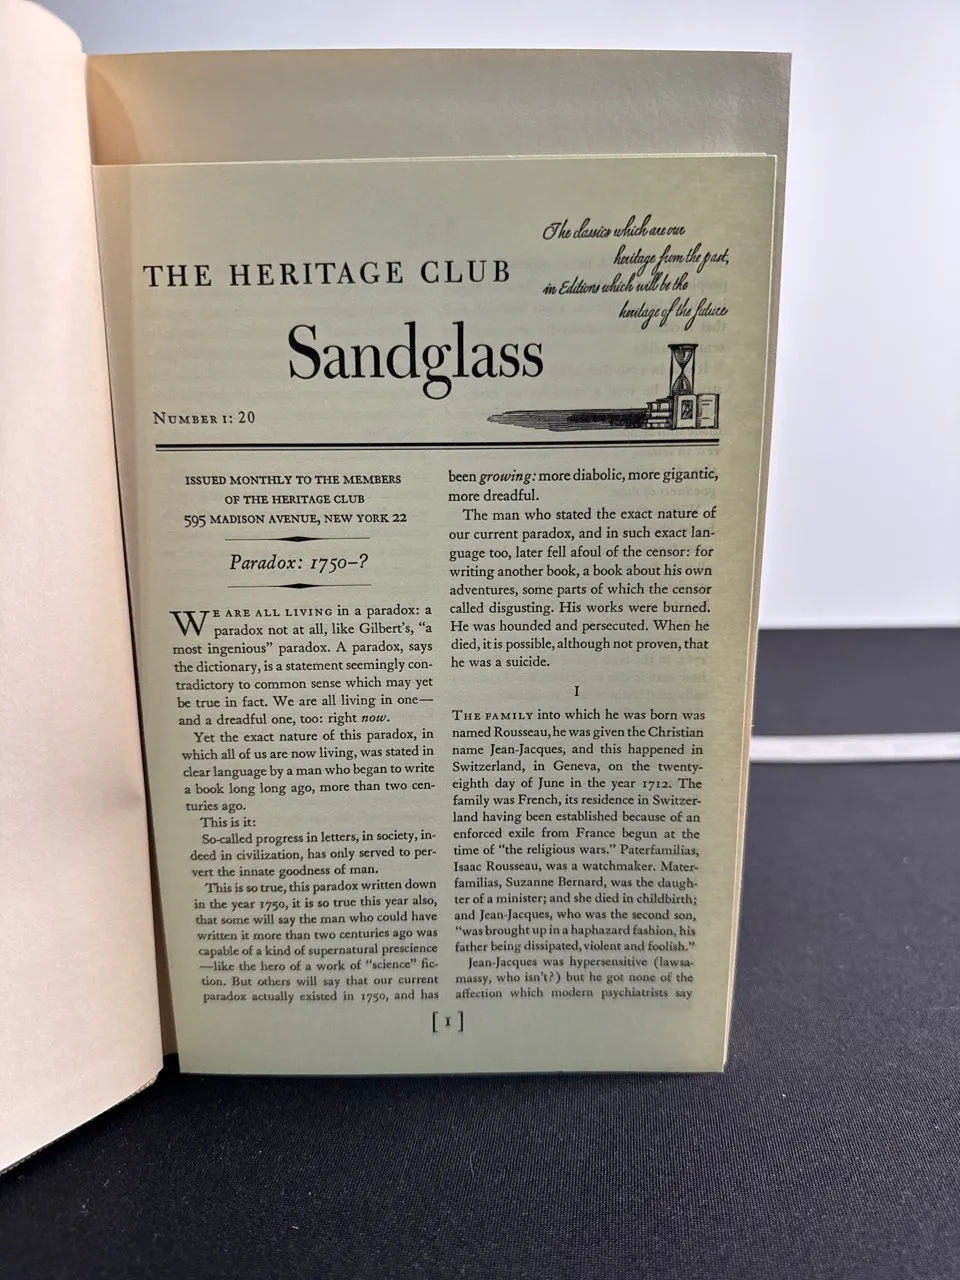 The classics which are our
heritage from the past,
in Editions which will be the
heritage of the future
THE HERITAGE CLUB
Sandglass
NUMBER I: 20
ISSUED MONTHLY TO THE MEMBERS
OF THE HERITAGE CLUB
595 MADISON AVENUE, NEW YORK 22
Paradox: 1750–?
WE ARE ALL LIVING in a paradox: a
paradox not at all, like Gilbert's, “a
most ingenious” paradox. A paradox, says
the dictionary, is a statement seemingly con-
tradictory to common sense which may yet
be true in fact. We are all living in one—
and a dreadful one, too: right now.
Yet the exact nature of this paradox, in
which all of us are now living, was stated in
clear language by a man who began to write
a book long long ago, more than two cen-
turies ago.
This is it:
So-called progress in letters, in society, in-
deed in civilization, has only served to per-
vert the innate goodness of man.
This is so true, this paradox written down
in the year 1750, it is so true this year also,
that some will say the man who could have
written it more than two centuries ago was
capable of a kind of supernatural prescience
—like the hero of a work of “science” fic-
tion. But others will say that our current
paradox actually existed in 1750, and has
been growing: more diabolic, more gigantic,
more dreadful.
The man who stated the exact nature of
our current paradox, and in such exact lan-
guage too, later fell afoul of the censor: for
writing another book, a book about his own
adventures, some parts of which the censor
called disgusting. His works were burned.
He was hounded and persecuted. When he
died, it is possible, although not proven, that
he was a suicide.
I
THE FAMILY into which he was born was
named Rousseau, he was given the Christian
name Jean-Jacques, and this happened in
Switzerland, in Geneva, on the twenty-
eighth day of June in the year 1712. The
family was French, its residence in Switzer-
land having been established because of an
enforced exile from France begun at the
time of “the religious wars.” Paterfamilias,
Isaac Rousseau, was a watchmaker. Mater-
familias, Suzanne Bernard, was the daugh-
ter of a minister; and she died in childbirth;
and Jean-Jacques, who was the second son,
“was brought up in a haphazard fashion, his
father being dissipated, violent and foolish.”
Jean-Jacques was hypersensitive (lawsa-
massy, who isn't?) but he got none of the
affection which modern psychiatrists say
[ 1 ]